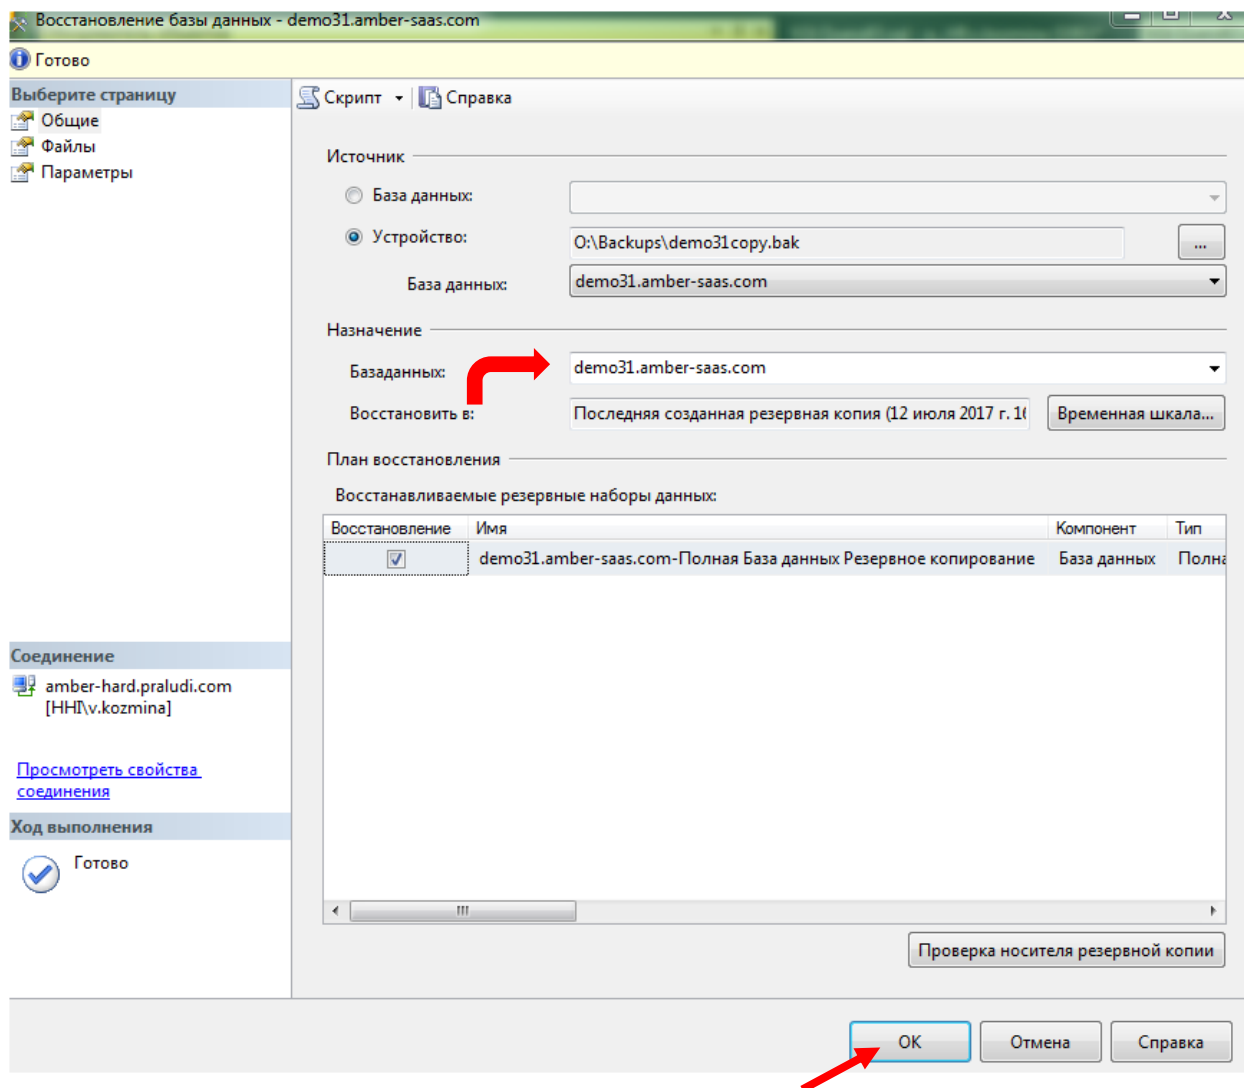 Восстановление базы данных - demo31.amber-saas.com
Готово
Выберите страницу
Общие
Файлы
Параметры
Скрипт
Справка
Источник
База данных:
Устройство:
O:\Backups\demo31copy.bak
...
База данных:
demo31.amber-saas.com
Назначение
Базаданных:
demo31.amber-saas.com
Восстановить в:
Последняя созданная резервная копия (12 июля 2017 г. 16
Временная шкала...
План восстановления
Восстанавливаемые резервные наборы данных:
Восстановление Имя Компонент Тип
demo31.amber-saas.com-Полная База данных Резервное копирование База данных Полна
Соединение
amber-hard.praludi.com
[HHI\v.kozmina]
Просмотреть свойства
соединения
Ход выполнения
Готово
Проверка носителя резервной копии
OK Отмена Справка